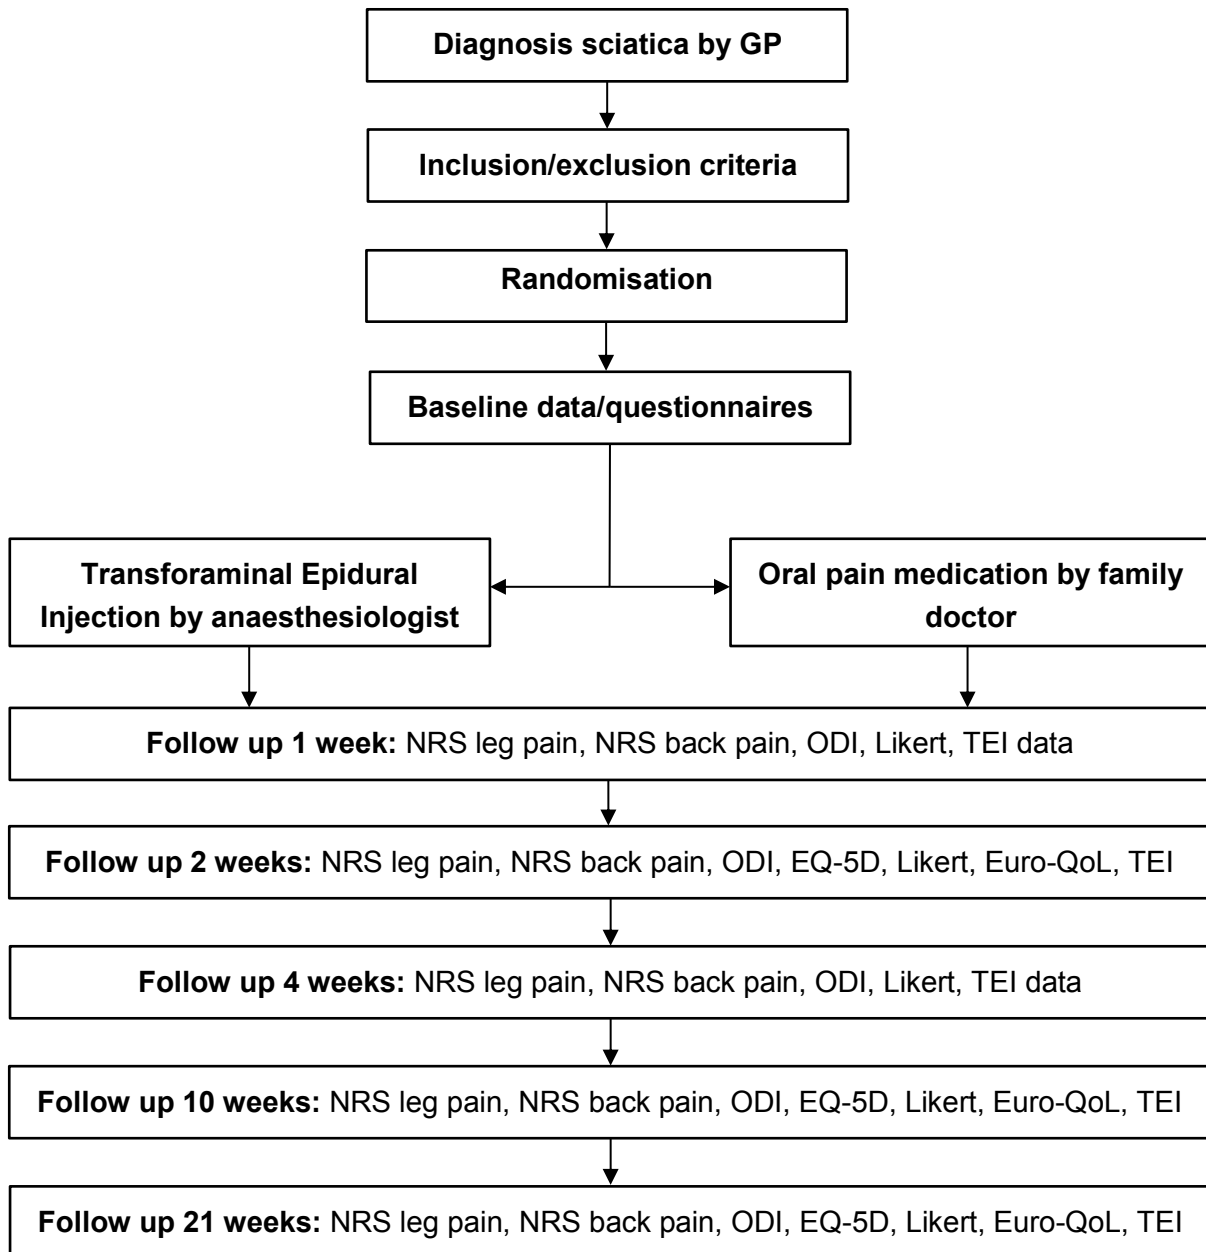 Diagnosis sciatica by GP
Inclusion/exclusion criteria
Randomisation
Baseline data/questionnaires
Transforaminal Epidural
Injection by anaesthesiologist
Oral pain medication by family
doctor
Follow up 1 week: NRS leg pain, NRS back pain, ODI, Likert, TEI data
Follow up 2 weeks: NRS leg pain, NRS back pain, ODI, EQ-5D, Likert, Euro-QoL, TEI
Follow up 4 weeks: NRS leg pain, NRS back pain, ODI, Likert, TEI data
Follow up 10 weeks: NRS leg pain, NRS back pain, ODI, EQ-5D, Likert, Euro-QoL, TEI
Follow up 21 weeks: NRS leg pain, NRS back pain, ODI, EQ-5D, Likert, Euro-QoL, TEI